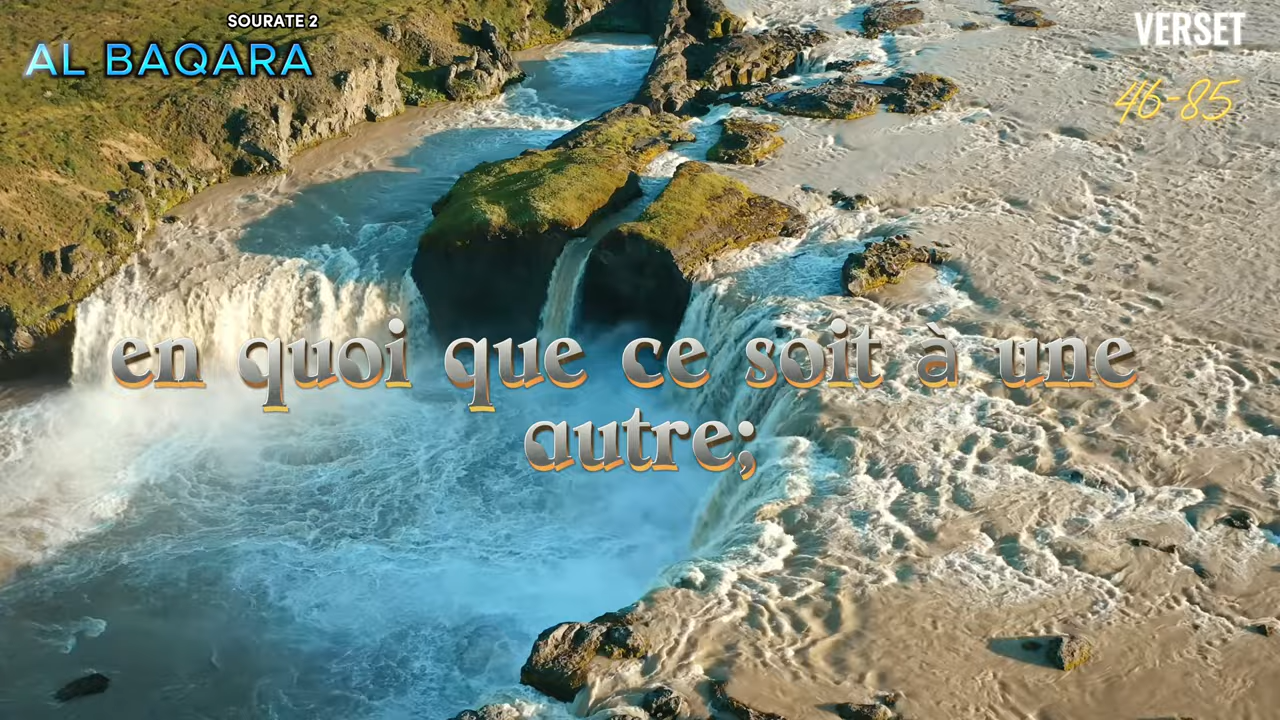 SOURATE 2
AL BAQARA
VERSET
46-85
en quoi que ce soit à une
autre;